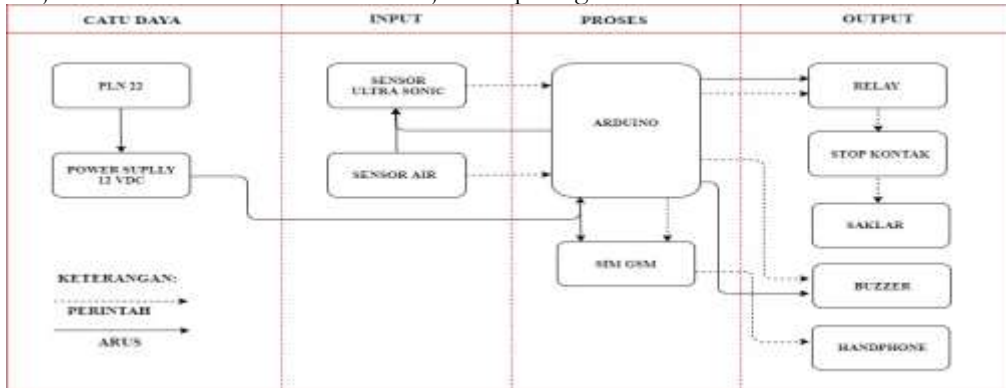 CATU DAYA
INPUT
PROSES
OUTPUT
PLN 22
POWER SUPLLY
12 VDC
KETERANGAN:
PERINTAH
ARUS
SENSOR
ULTRA SONIC
SENSOR AIR
ARDUINO
SIM GSM
RELAY
STOP KONTAK
SAKLAR
BUZZER
HANDPHONE